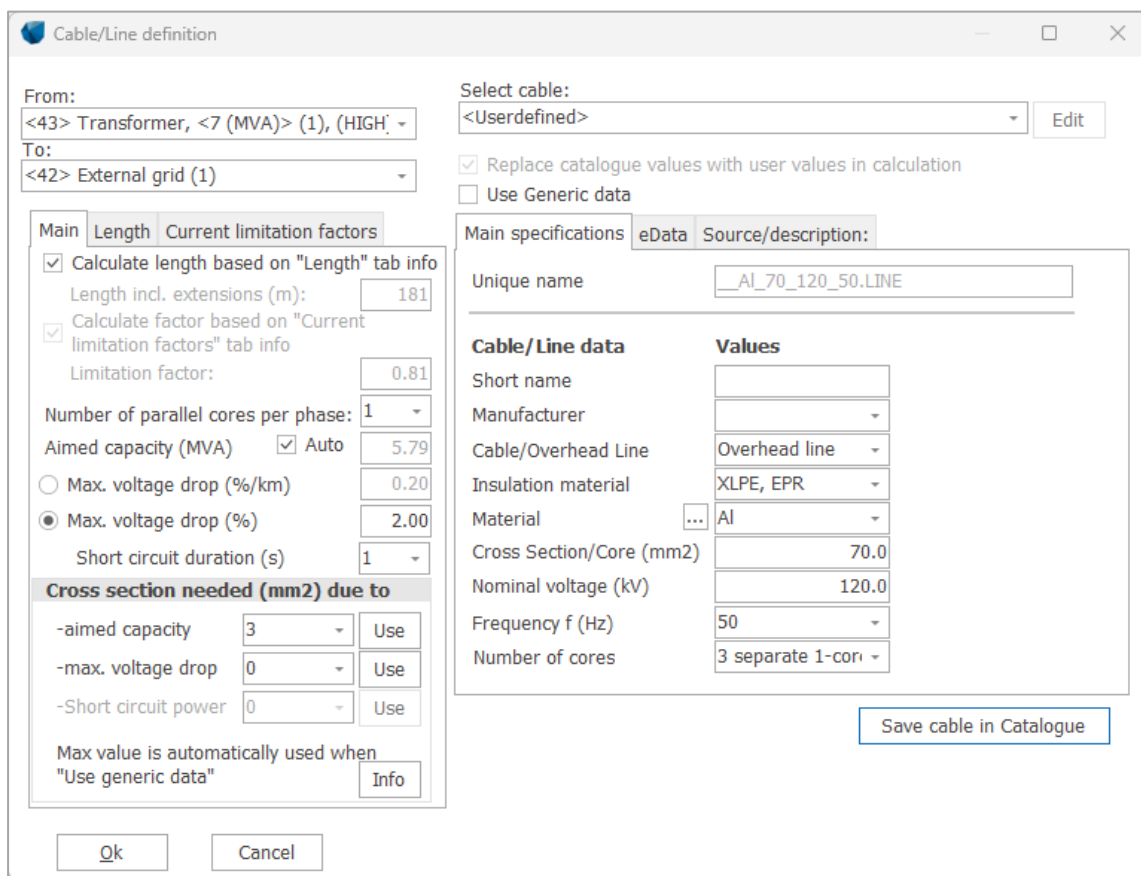 Cable/Line definition
From:
<43> Transformer, <7 (MVA)> (1), (HIGH)
To:
<42> External grid (1)
Select cable:
<Userdefined>
Edit
Replace catalogue values with user values in calculation
Use Generic data
Main
Length
Current limitation factors
Calculate length based on "Length" tab info
Length incl. extensions (m):
181
Calculate factor based on "Current
limitation factors" tab info
Limitation factor:
0.81
Number of parallel cores per phase:
1
Aimed capacity (MVA)
Auto
5.79
Max. voltage drop (%/km)
0.20
Max. voltage drop (%)
2.00
Short circuit duration (s)
1
Cross section needed (mm2) due to
-aimed capacity
3
Use
-max. voltage drop
0
Use
-Short circuit power
0
Use
Max value is automatically used when
"Use generic data"
Info
Main specifications
eData
Source/description:
Unique name
__Al_70_120_50.LINE
Cable/Line data
Values
Short name
Manufacturer
Cable/Overhead Line
Overhead line
Insulation material
XLPE, EPR
Material
...
Al
Cross Section/Core (mm2)
70.0
Nominal voltage (kV)
120.0
Frequency f (Hz)
50
Number of cores
3 separate 1-core
Save cable in Catalogue
Ok
Cancel